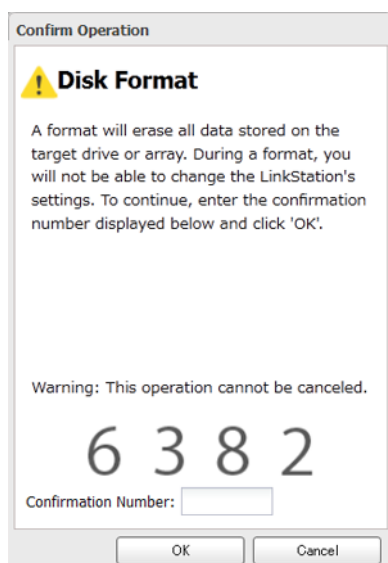 Confirm Operation
Disk Format
A format will erase all data stored on the
target drive or array. During a format, you
will not be able to change the LinkStation's
settings. To continue, enter the confirmation
number displayed below and click 'OK'.
Warning: This operation cannot be canceled.
6 3 8 2
Confirmation Number:
OK Cancel